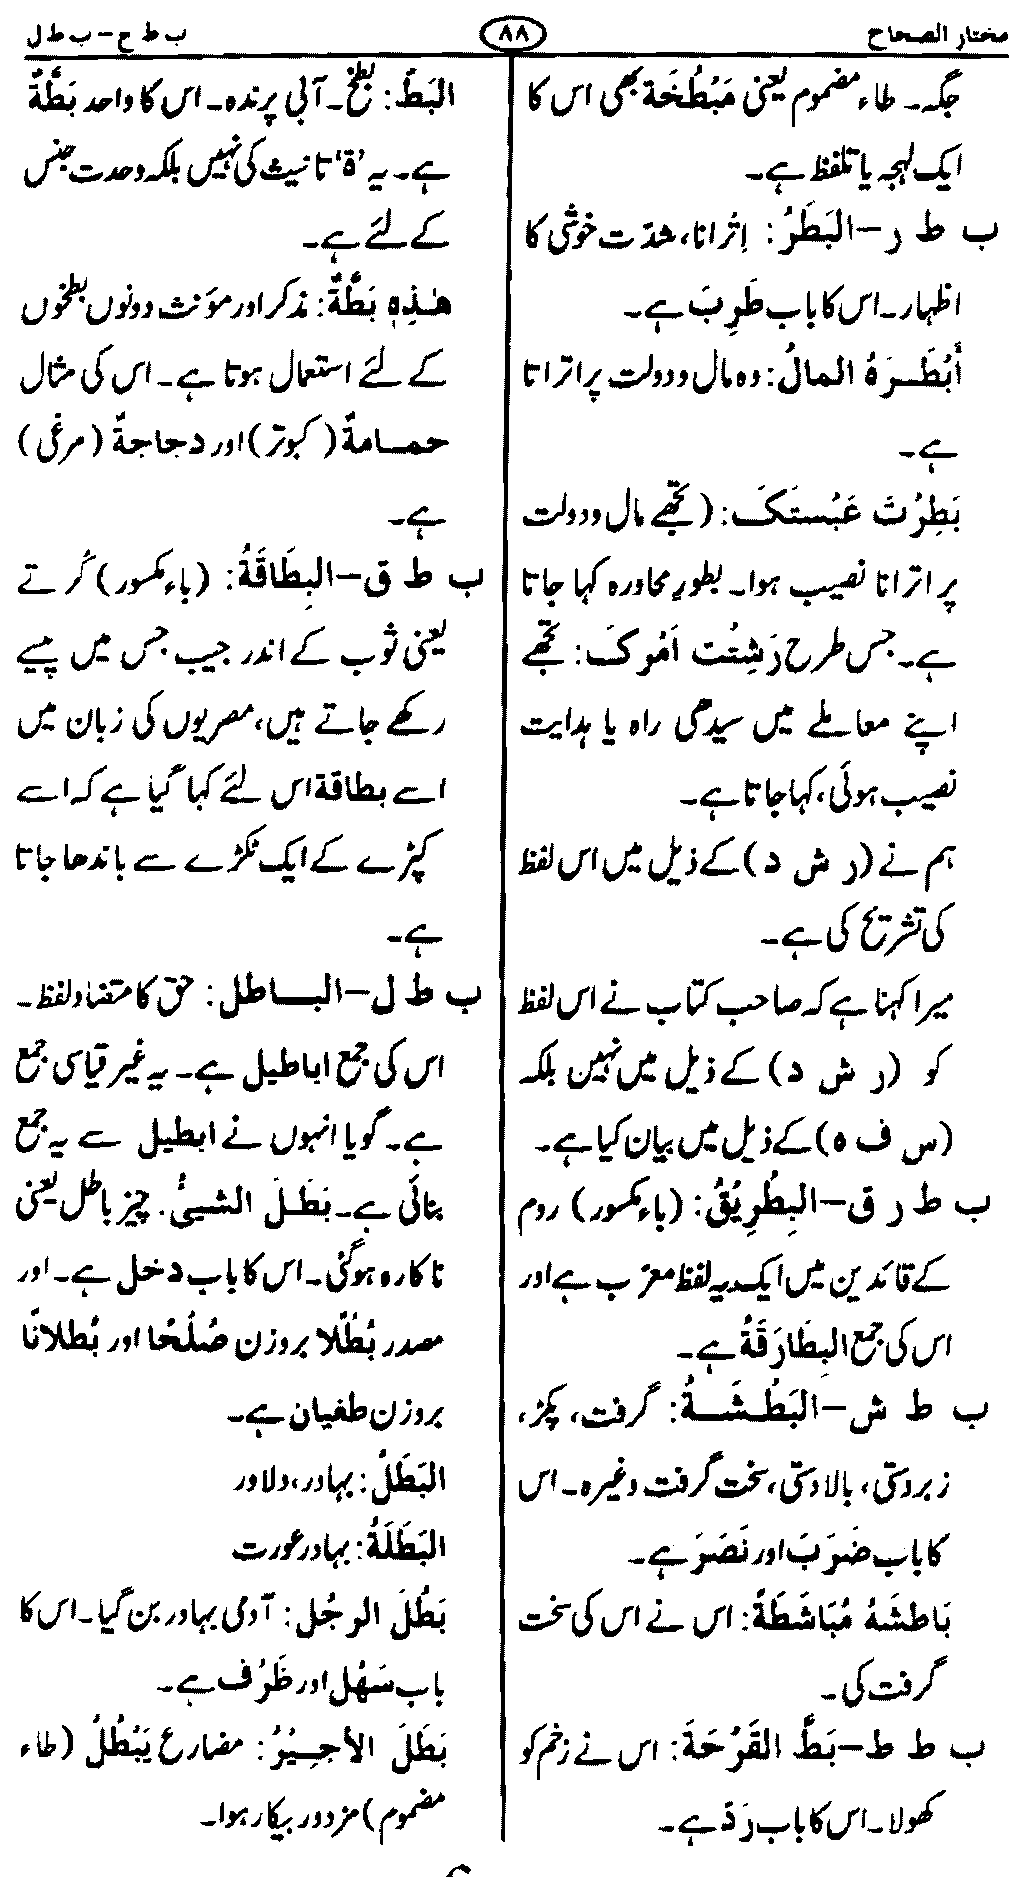 مختار الصحاح
۸۸
ب ط ح – ب ط ل
جگہ۔ طاء مضموم یعنی مَبْطُخَة بھی اس کا
ایک لہجہ یا تلفظ ہے۔
ب ط ر – البَطَرُ: اِترانا، شدّت خوشی کا
اظہار۔ اس کا باب طَرِبَ ہے۔
أَبْطَرَهُ المالُ: وہ مال و دولت پر اتراتا
ہے۔
بَطِرْتَ عَيْشَتَكَ: (تجھے مال و دولت
پر اترانا نصیب ہوا۔ بطورِ محاورہ کہا جاتا
ہے۔ جس طرح رَشِدْتَ اَمْرَكَ: تجھے
اپنے معاملے میں سیدھی راہ یا ہدایت
نصیب ہوئی، کہا جاتا ہے۔
ہم نے (ر ش د) کے ذیل میں اس لفظ
کی تشریح کی ہے۔
میرا کہنا ہے کہ صاحب کتاب نے اس لفظ
کو (ر ش د) کے ذیل میں نہیں بلکہ
(س ف ہ) کے ذیل میں بیان کیا ہے۔
ب ط ر ق – البِطْرِيْقُ: (باء مکسور) روم
کے قائدین میں ایک۔ یہ لفظ معرّب ہے اور
اس کی جمع البِطَارَقَةُ ہے۔
ب ط ش – البَطْشَةُ: گرفت، پکڑ،
زبردستی، بالادستی، سخت گرفت وغیرہ۔ اس
کا باب ضَرَبَ اور نَصَرَ ہے۔
بَاطَشَهُ مُبَاشَطَةً: اس نے اس کی سخت
گرفت کی۔
ب ط ط – بَطَّ القَرْحَةَ: اس نے زخم کو
کھولا۔ اس کا باب رَدَّ ہے۔
البَطُّ: بطخ۔ آبی پرندہ۔ اس کا واحد بَطَّةٌ
ہے۔ یہ ’ة‘ تانیث کی نہیں بلکہ وحدت جنس
کے لئے ہے۔
هٰذِهِ بَطَّةٌ: مذکر اور مؤنث دونوں بطخوں
کے لئے استعمال ہوتا ہے۔ اس کی مثال
حمامةٌ (کبوتر) اور دجاجةٌ (مرغی)
ہے۔
ب ط ق – البِطَاقَةُ: (باء مکسور) کُرتے
یعنی ثوب کے اندر جیب جس میں پیسے
رکھے جاتے ہیں، مصریوں کی زبان میں
اسے بطاقة اس لئے کہا گیا ہے کہ اسے
کپڑے کے ایک ٹکڑے سے باندھا جاتا
ہے۔
ب ط ل – الباطل: حق کا متضاد لفظ۔
اس کی جمع اباطیل ہے۔ یہ غیر قیاسی جمع
ہے۔ گویا انہوں نے ابطیل سے یہ جمع
بنائی ہے۔ بَطَلَ الشيئُ. چیز باطل یعنی
ناکارہ ہوگئی۔ اس کا باب دخل ہے۔ اور
مصدر بُطْلًا بروزن صُلْحًا اور بُطلانًا
بروزن طغیان ہے۔
البَطَلُ: بہادر، دلاور
البَطَلَةُ: بہادر عورت
بَطُلَ الرجُل: آدمی بہادر بن گیا۔ اس کا
باب سَهُل اور ظَرُف ہے۔
بَطَلَ الأجِيْرُ: مضارع يَبْطُلُ (طاء
مضموم) مزدور بیکار ہوا۔